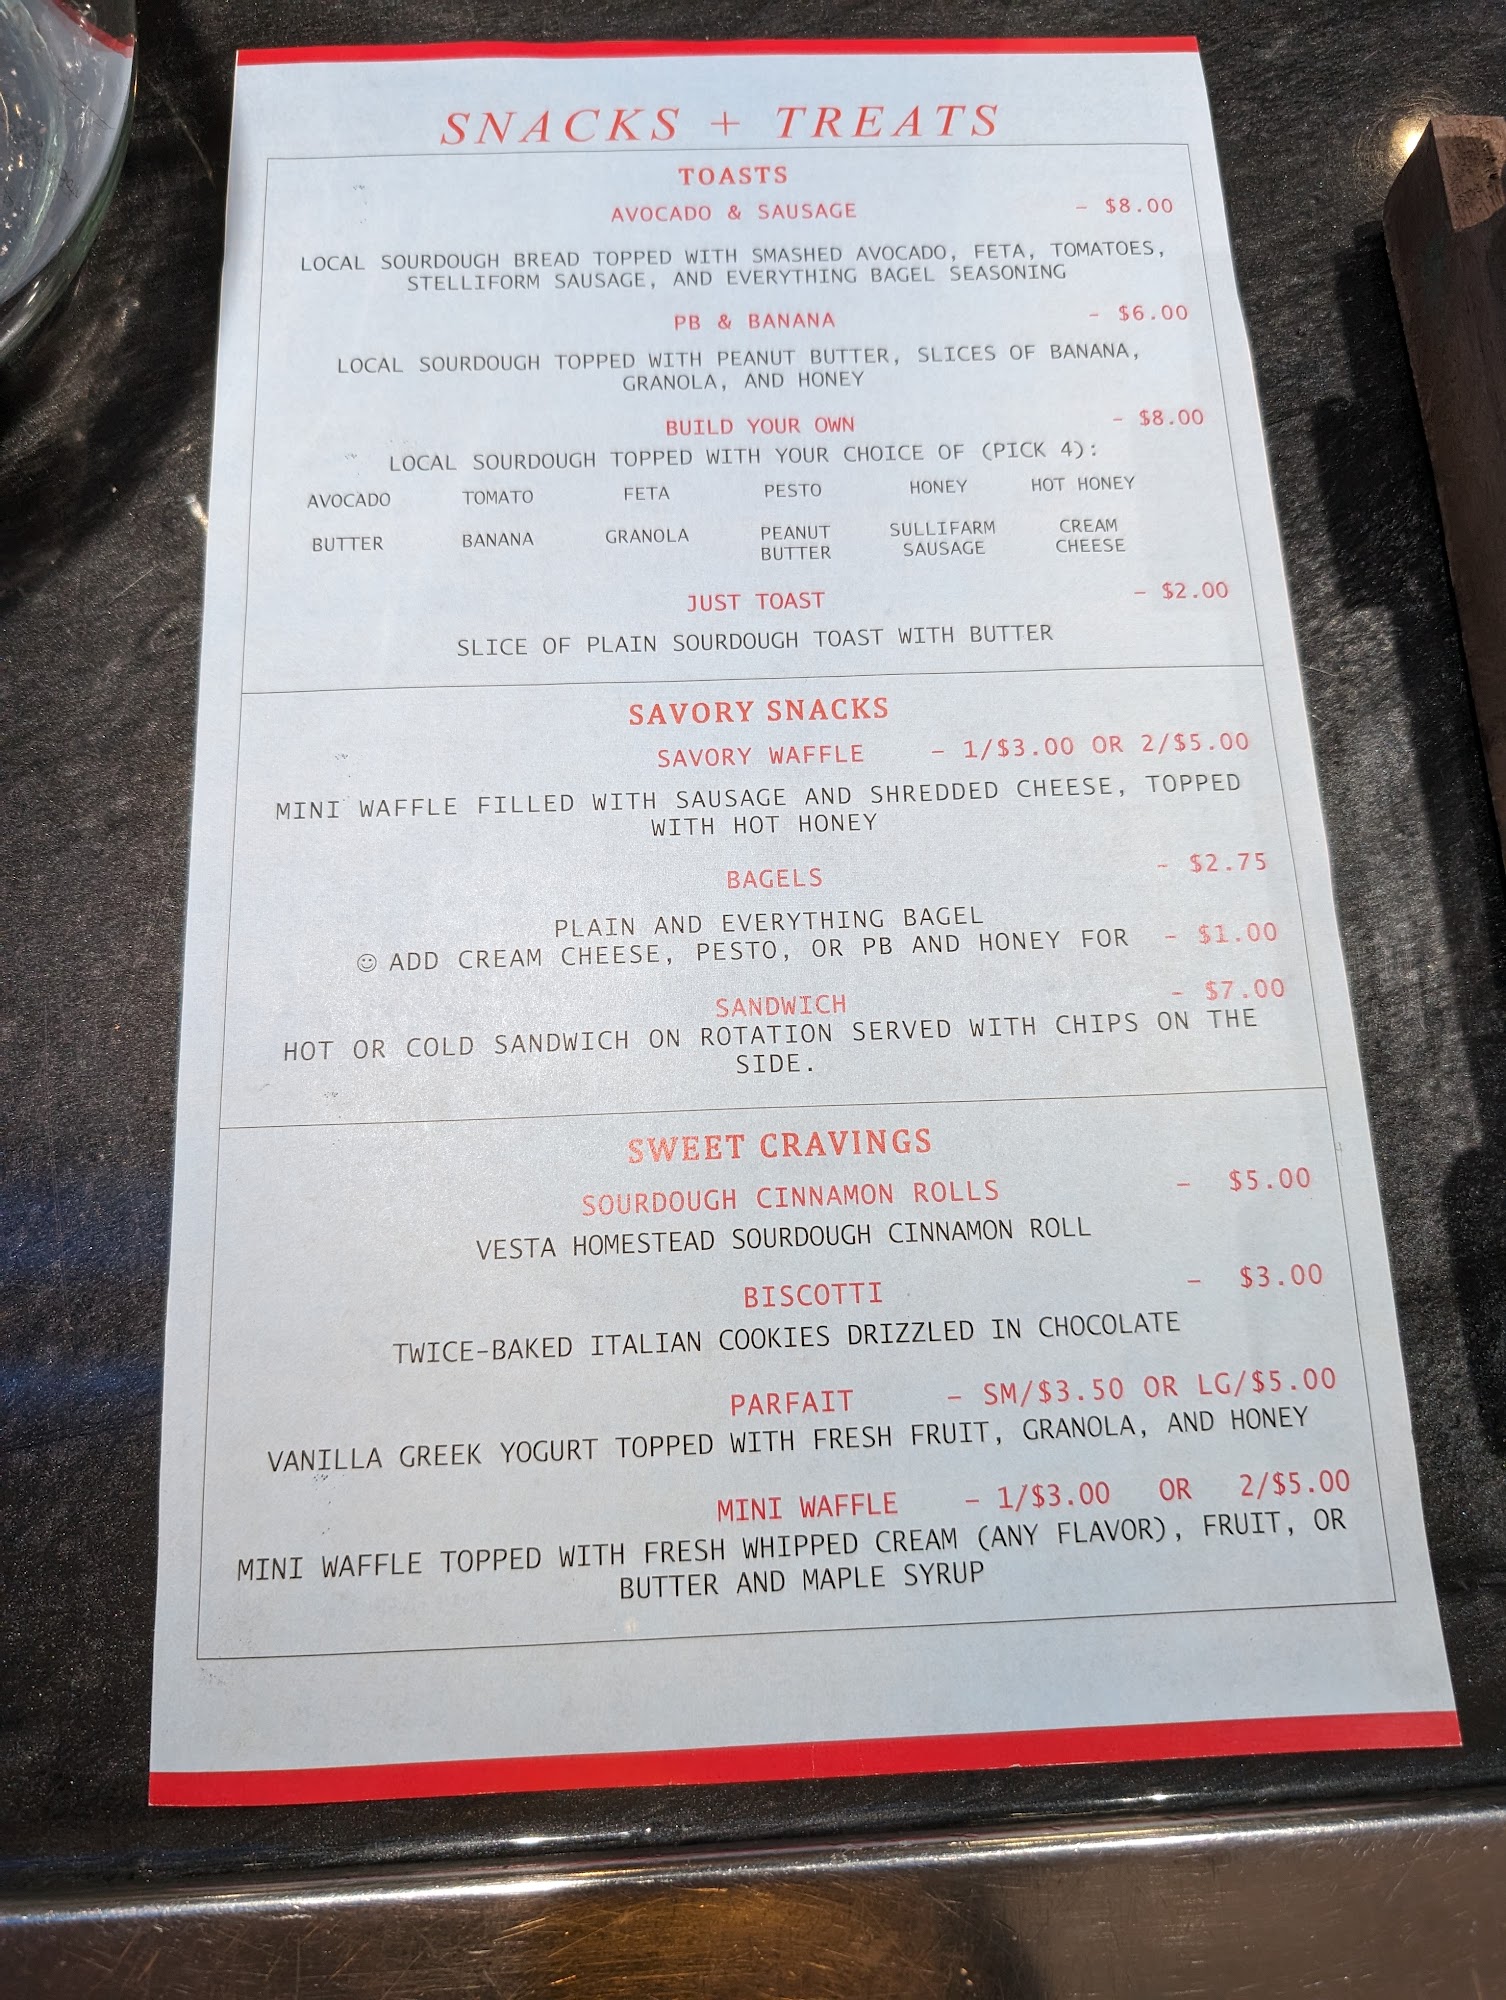 SNACKS + TREATS
TOASTS
AVOCADO & SAUSAGE - $8.00
LOCAL SOURDOUGH BREAD TOPPED WITH SMASHED AVOCADO, FETA, TOMATOES,
STELLIFORM SAUSAGE, AND EVERYTHING BAGEL SEASONING
PB & BANANA - $6.00
LOCAL SOURDOUGH TOPPED WITH PEANUT BUTTER, SLICES OF BANANA,
GRANOLA, AND HONEY
BUILD YOUR OWN - $8.00
LOCAL SOURDOUGH TOPPED WITH YOUR CHOICE OF (PICK 4):
AVOCADO TOMATO FETA PESTO HONEY HOT HONEY
BUTTER BANANA GRANOLA PEANUT BUTTER SULLIFARM SAUSAGE CREAM CHEESE
JUST TOAST - $2.00
SLICE OF PLAIN SOURDOUGH TOAST WITH BUTTER
SAVORY SNACKS
SAVORY WAFFLE - 1/$3.00 OR 2/$5.00
MINI WAFFLE FILLED WITH SAUSAGE AND SHREDDED CHEESE, TOPPED
WITH HOT HONEY
BAGELS - $2.75
PLAIN AND EVERYTHING BAGEL
☺ ADD CREAM CHEESE, PESTO, OR PB AND HONEY FOR - $1.00
SANDWICH - $7.00
HOT OR COLD SANDWICH ON ROTATION SERVED WITH CHIPS ON THE
SIDE.
SWEET CRAVINGS
SOURDOUGH CINNAMON ROLLS - $5.00
VESTA HOMESTEAD SOURDOUGH CINNAMON ROLL
BISCOTTI - $3.00
TWICE-BAKED ITALIAN COOKIES DRIZZLED IN CHOCOLATE
PARFAIT - SM/$3.50 OR LG/$5.00
VANILLA GREEK YOGURT TOPPED WITH FRESH FRUIT, GRANOLA, AND HONEY
MINI WAFFLE - 1/$3.00 OR 2/$5.00
MINI WAFFLE TOPPED WITH FRESH WHIPPED CREAM (ANY FLAVOR), FRUIT, OR
BUTTER AND MAPLE SYRUP